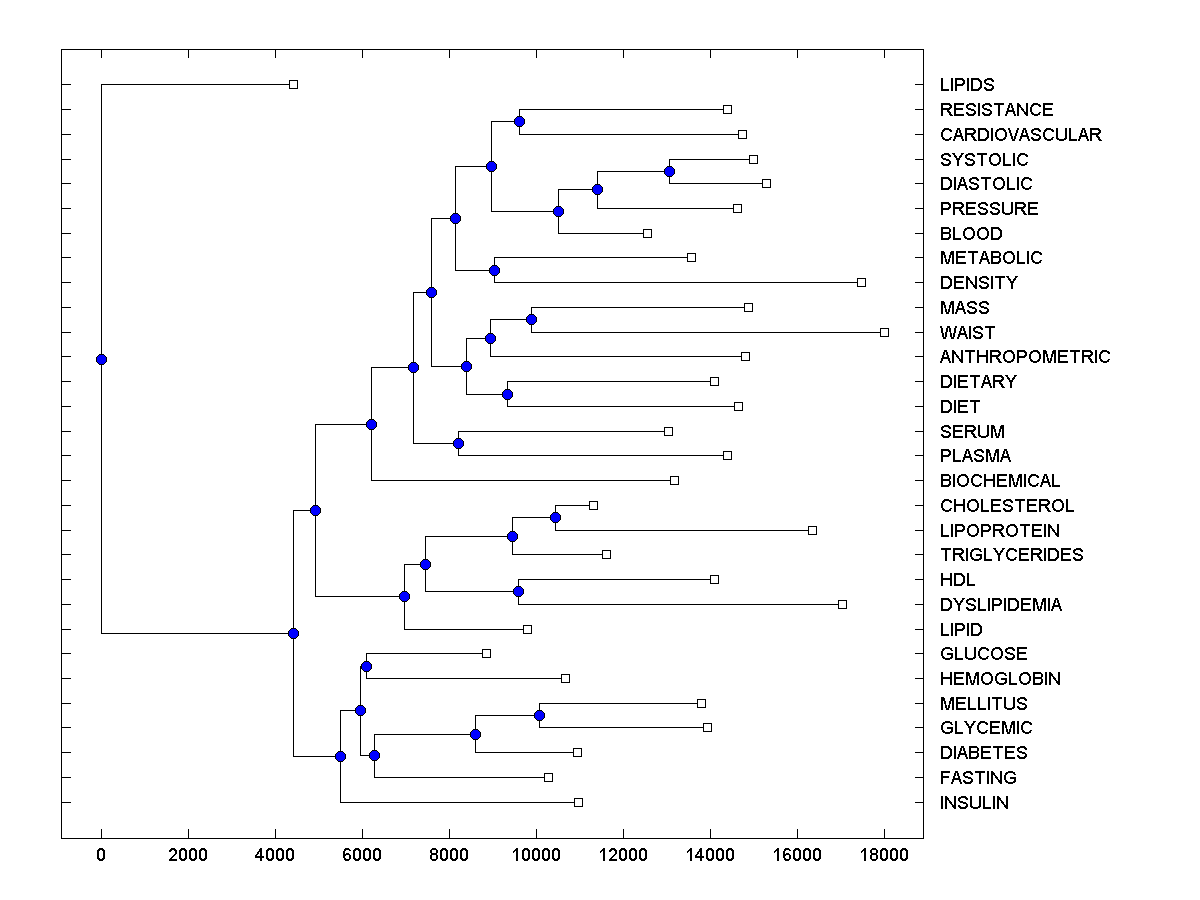 LIPIDS
RESISTANCE
CARDIOVASCULAR
SYSTOLIC
DIASTOLIC
PRESSURE
BLOOD
METABOLIC
DENSITY
MASS
WAIST
ANTHROPOMETRIC
DIETARY
DIET
SERUM
PLASMA
BIOCHEMICAL
CHOLESTEROL
LIPOPROTEIN
TRIGLYCERIDES
HDL
DYSLIPIDEMIA
LIPID
GLUCOSE
HEMOGLOBIN
MELLITUS
GLYCEMIC
DIABETES
FASTING
INSULIN
0 2000 4000 6000 8000 10000 12000 14000 16000 18000